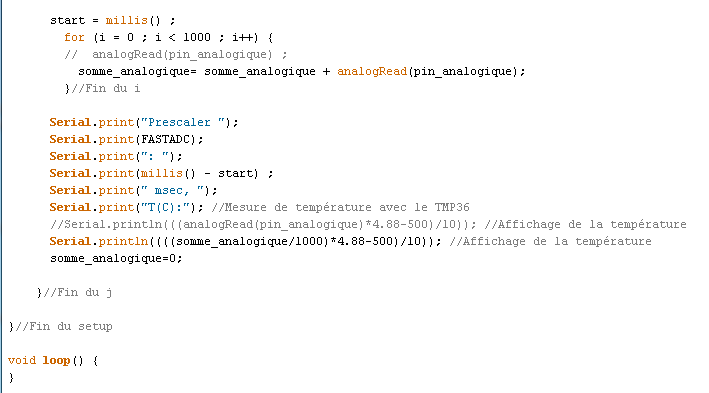 start = millis() ;
for (i = 0 ; i < 1000 ; i++) {
//  analogRead(pin_analogique) ;
somme_analogique= somme_analogique + analogRead(pin_analogique);
}//Fin du i
Serial.print("Prescaler ");
Serial.print(FASTADC);
Serial.print(": ");
Serial.print(millis() - start) ;
Serial.print(" msec, ");
Serial.print("T(C):"); //Mesure de température avec le TMP36
//Serial.println(((analogRead(pin_analogique)*4.88-500)/10)); //Affichage de la température
Serial.println((((somme_analogique/1000)*4.88-500)/10)); //Affichage de la température
somme_analogique=0;
}//Fin du j
}//Fin du setup
void loop() {
}